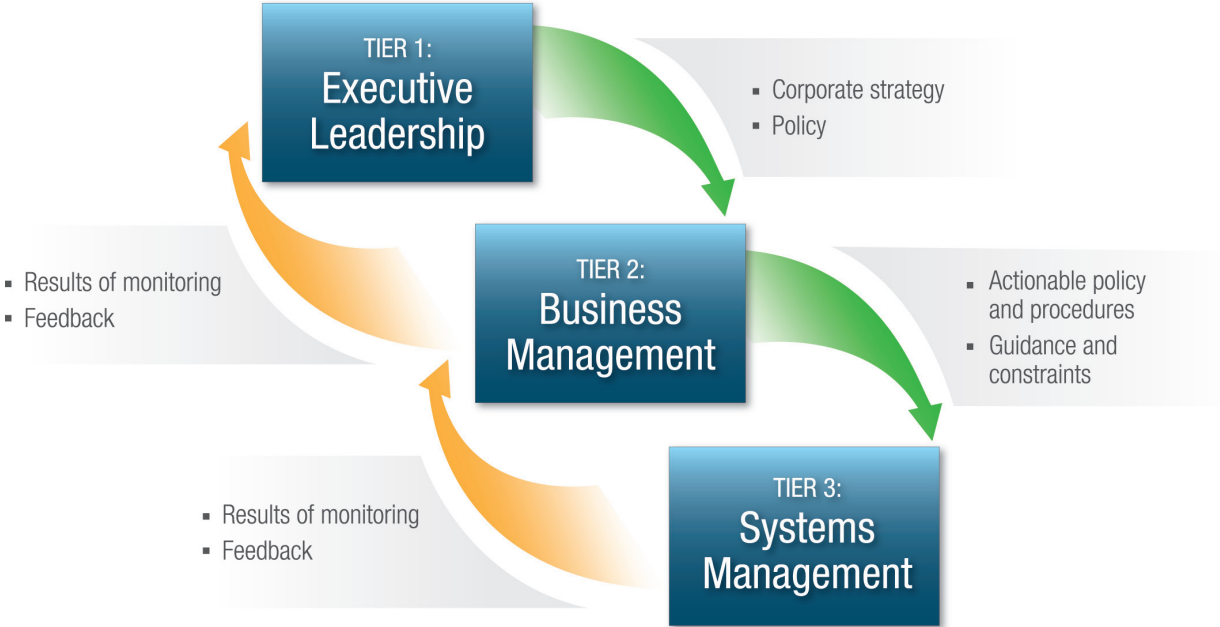 TIER 1:
Executive
Leadership
▪ Corporate strategy
▪ Policy
▪ Results of monitoring
▪ Feedback
TIER 2:
Business
Management
▪ Actionable policy
and procedures
▪ Guidance and
constraints
▪ Results of monitoring
▪ Feedback
TIER 3:
Systems
Management